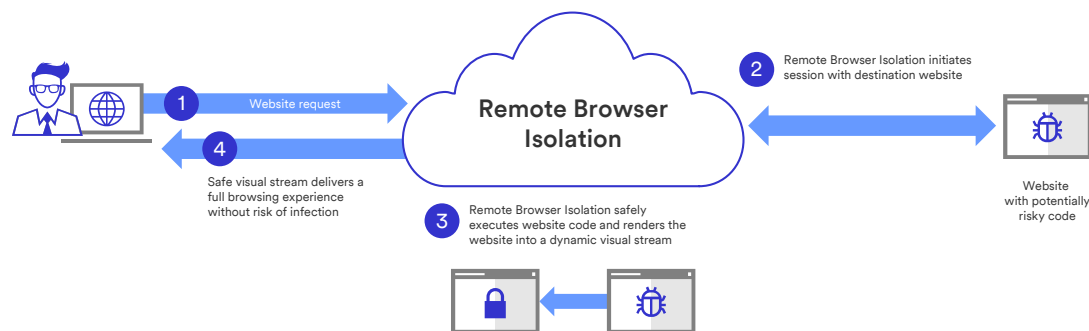 1
Website request
Remote Browser
Isolation
2
Remote Browser Isolation initiates
session with destination website
4
Safe visual stream delivers a
full browsing experience
without risk of infection
3
Remote Browser Isolation safely
executes website code and renders the
website into a dynamic visual stream
Website
with potentially
risky code